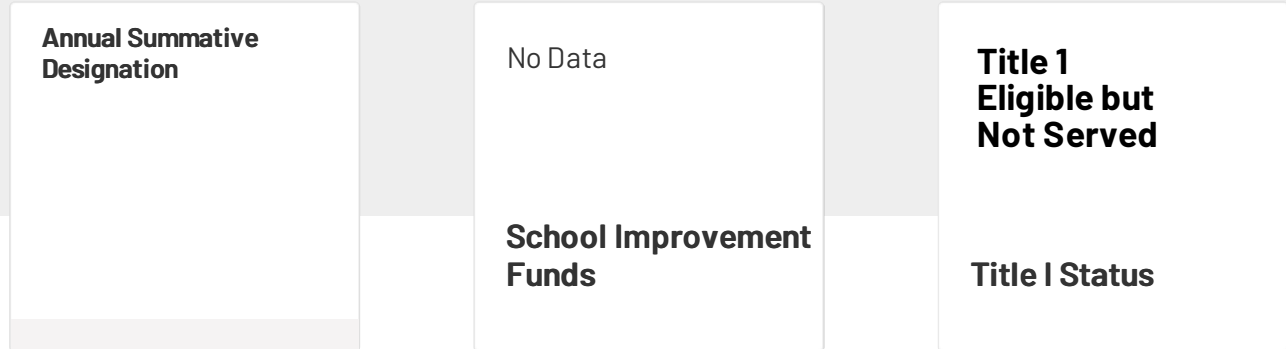 Annual Summative
Designation
No Data
School Improvement
Funds
Title 1
Eligible but
Not Served
Title I Status